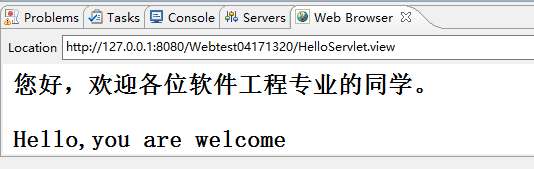 Problems Tasks Console Servers Web Browser
Location http://127.0.0.1:8080/Webtest04171320/HelloServlet.view
您好，欢迎各位软件工程专业的同学。
Hello,you are welcome